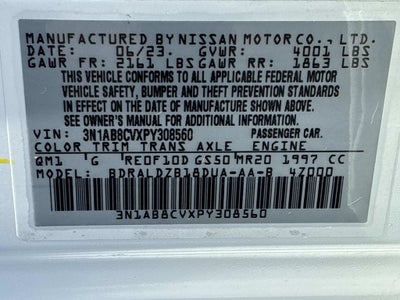 MANUFACTURED BY NISSAN MOTOR CO., LTD.
DATE: 06/23. GVWR: 4001 LBS
GAWR FR: 2161 LBS GAWR RR: 1863 LBS
THIS VEHICLE CONFORMS TO ALL APPLICABLE FEDERAL MOTOR
VEHICLE SAFETY, BUMPER AND THEFT PREVENTION STANDARDS
IN EFFECT ON THE DATE OF MANUFACTURE SHOWN ABOVE.
SEE OWNER'S MANUAL FOR ADDITIONAL INFORMATION
VIN: 3N1AB8CVXPY308560 PASSENGER CAR
COLOR TRIM TRANS AXLE ENGINE
QM1 G RE0F10D GS50 MR20 1997 CC
MODEL: BDRALDZB18DUA-AA-B 4Z000
3N1AB8CVXPY308560